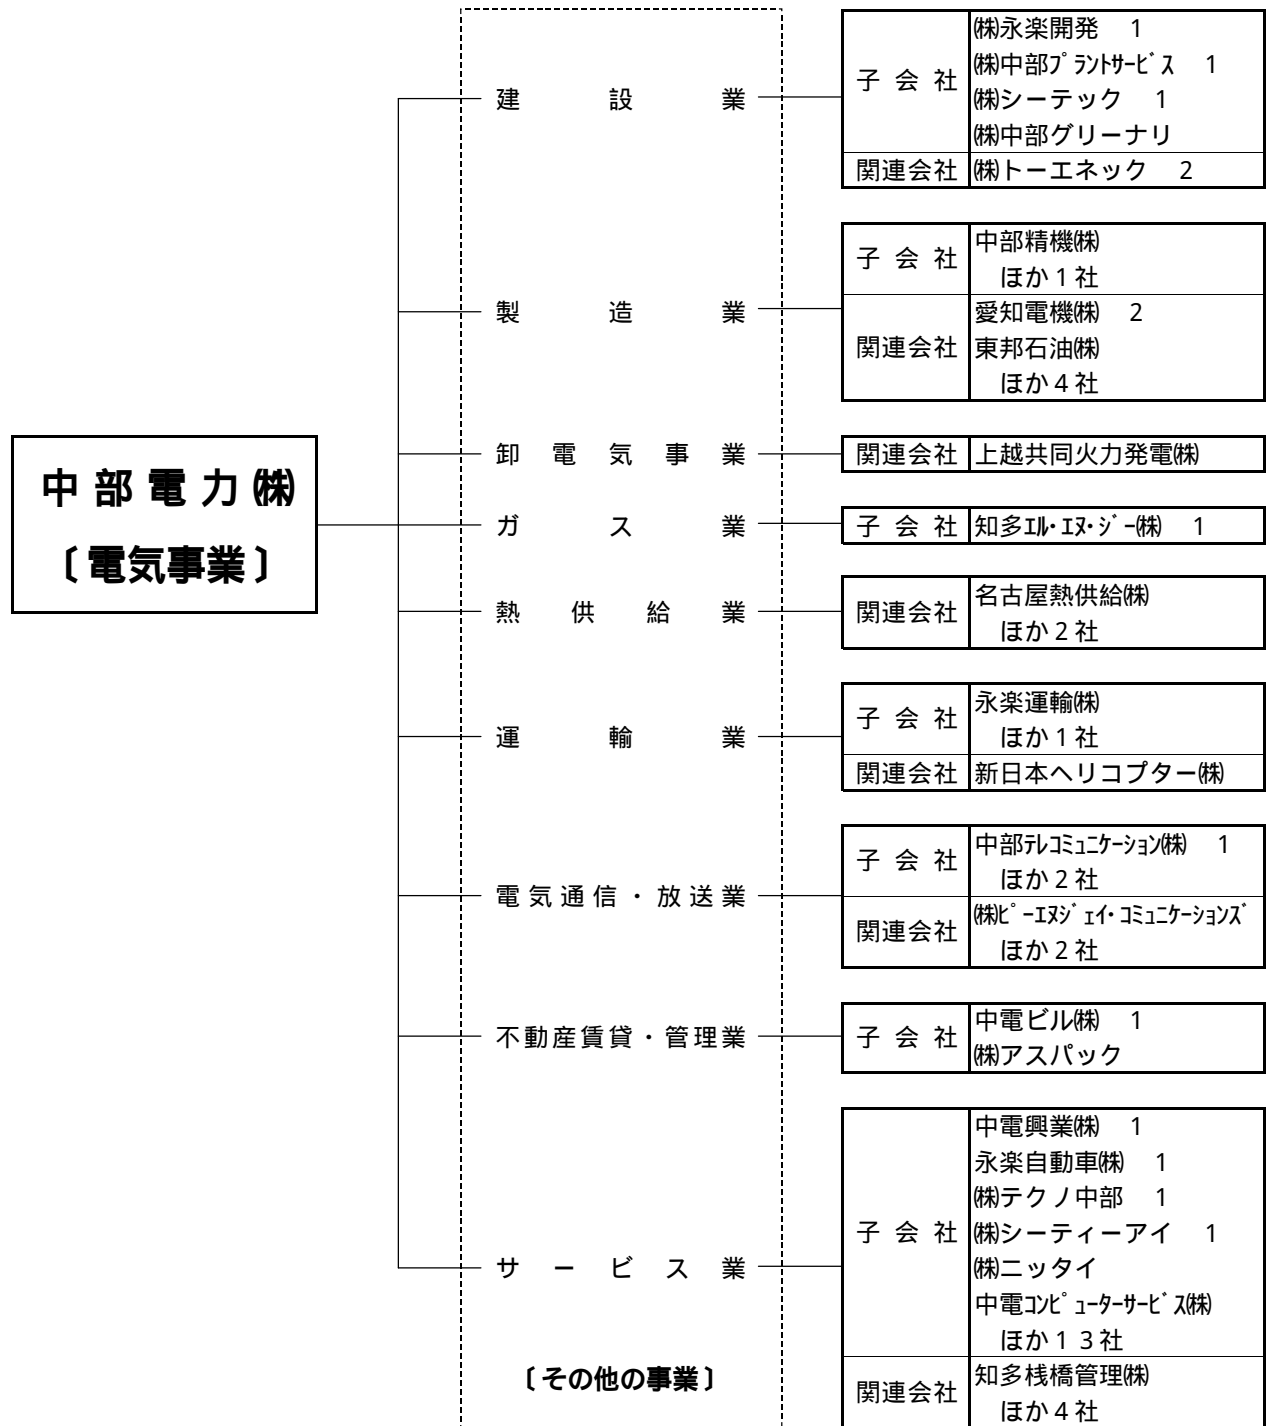 中部電力㈱
〔電気事業〕
建設業
子会社
㈱永楽開発 1
㈱中部ﾌﾟﾗﾝﾄｻｰﾋﾞｽ 1
㈱シーテック 1
㈱中部グリーナリ
関連会社
㈱トーエネック 2
製造業
子会社
中部精機㈱
ほか1社
関連会社
愛知電機㈱ 2
東邦石油㈱
ほか4社
卸電気事業
関連会社
上越共同火力発電㈱
ガス業
子会社
知多ｴﾙ･ｴﾇ･ｼﾞｰ㈱ 1
熱供給業
関連会社
名古屋熱供給㈱
ほか2社
運輸業
子会社
永楽運輸㈱
ほか1社
関連会社
新日本ヘリコプター㈱
電気通信・放送業
子会社
中部ﾃﾚｺﾐｭﾆｹｰｼｮﾝ㈱ 1
ほか2社
関連会社
㈱ﾋﾟｰｴﾇｼﾞｪｲ･ｺﾐｭﾆｹｰｼｮﾝｽﾞ
ほか2社
不動産賃貸・管理業
子会社
中電ビル㈱ 1
㈱アスパック
サービス業
子会社
中電興業㈱ 1
永楽自動車㈱ 1
㈱テクノ中部 1
㈱シーティーアイ 1
㈱ニッタイ
中電ｺﾝﾋﾟｭｰﾀｰｻｰﾋﾞｽ㈱
ほか13社
関連会社
知多桟橋管理㈱
ほか4社
〔その他の事業〕